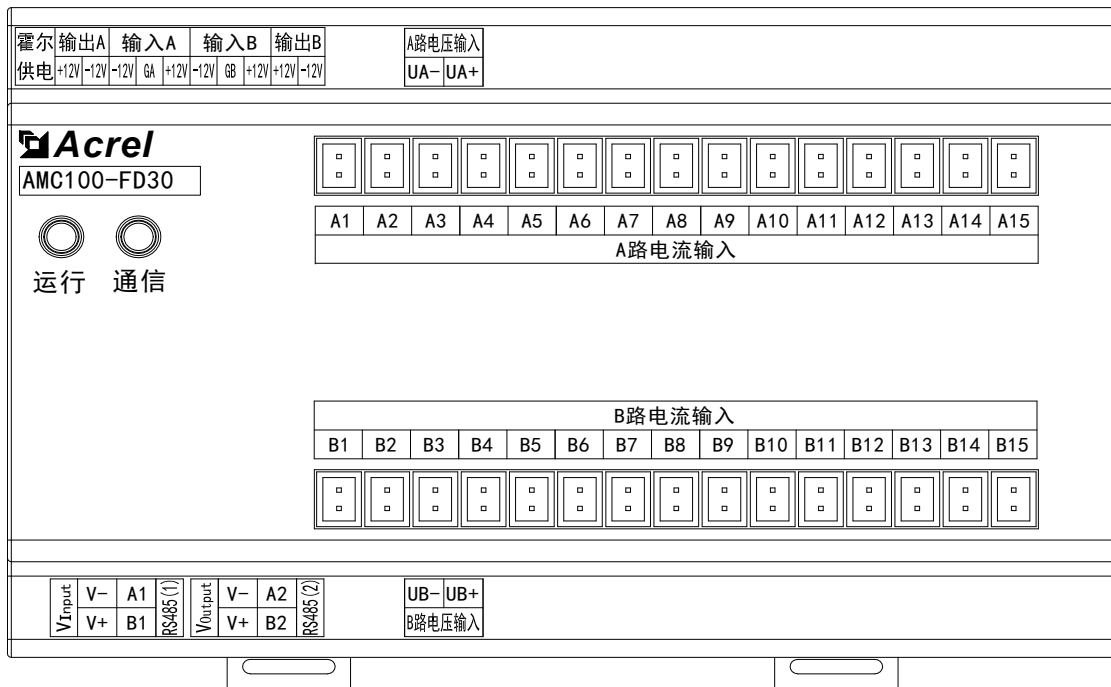 霍尔 输出A 输入A 输入B 输出B A路电压输入
供电 +12V -12V -12V GA +12V -12V GB +12V +12V -12V UA- UA+
Acrel
AMC100-FD30
A1 A2 A3 A4 A5 A6 A7 A8 A9 A10 A11 A12 A13 A14 A15
A路电流输入
运行 通信
B路电流输入
B1 B2 B3 B4 B5 B6 B7 B8 B9 B10 B11 B12 B13 B14 B15
VInput V- A1 RS485(1) VOutput V- A2 RS485(2) UB- UB+
V+ B1 V+ B2 B路电压输入